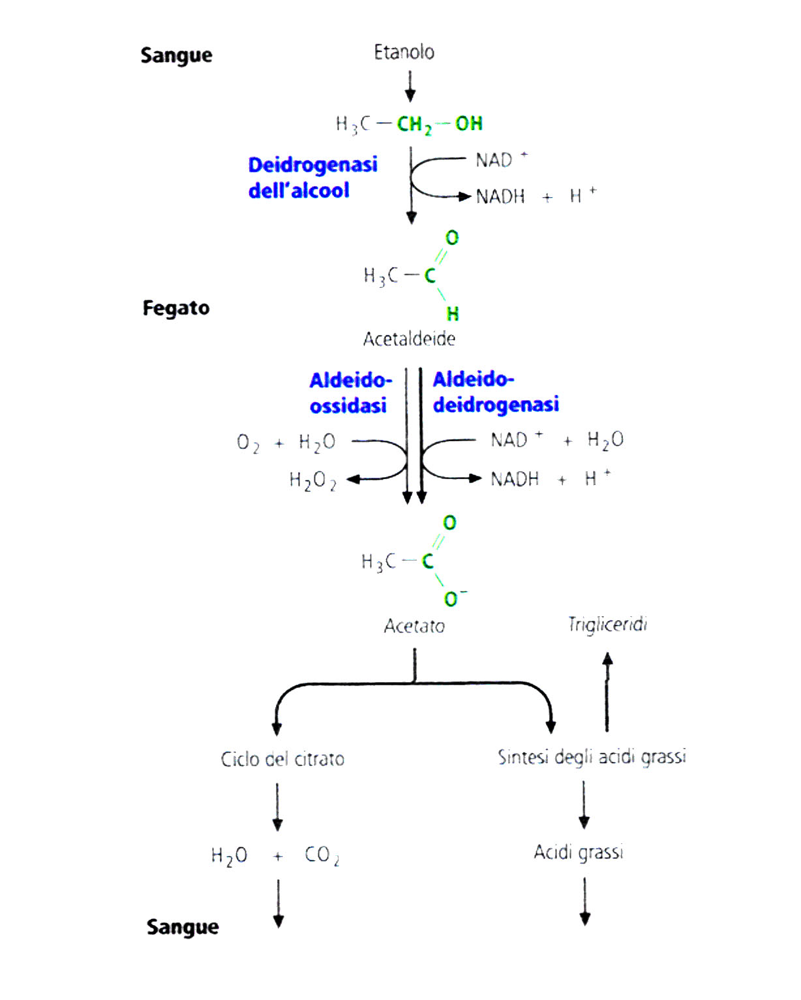 Sangue
Etanolo
H3C — CH2 — OH
Deidrogenasi
dell'alcool
NAD +
NADH + H +
O
H3C — C
H
Fegato
Acetaldeide
Aldeido-
ossidasi
Aldeido-
deidrogenasi
O2 + H2O
NAD + + H2O
H2O2
NADH + H +
O
H3C — C
O−
Acetato
Trigliceridi
Ciclo del citrato
Sintesi degli acidi grassi
H2O + CO2
Acidi grassi
Sangue